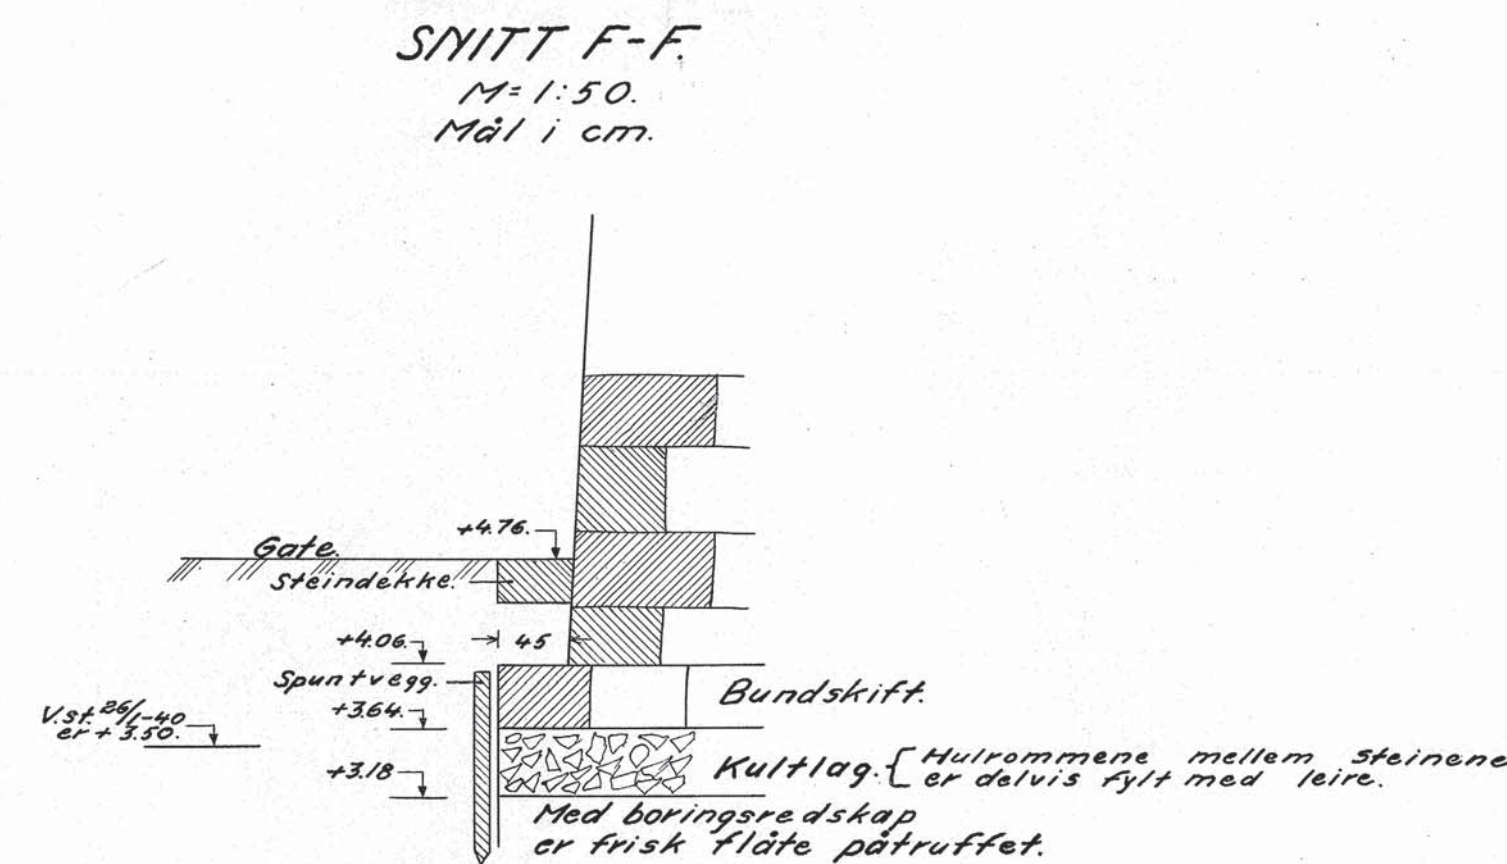 SNITT F-F.
M= 1:50.
Mål i cm.
+4.76.
Gate.
Steindekke.
+4.06.
45
Spuntvegg.
Bundskift.
V.st. 26/1-40
er + 3.50.
+3.64.
Kultlag. { Hulrommene mellem steinene
er delvis fylt med leire.
+3.18
Med boringsredskap
er frisk flåte påtruffet.